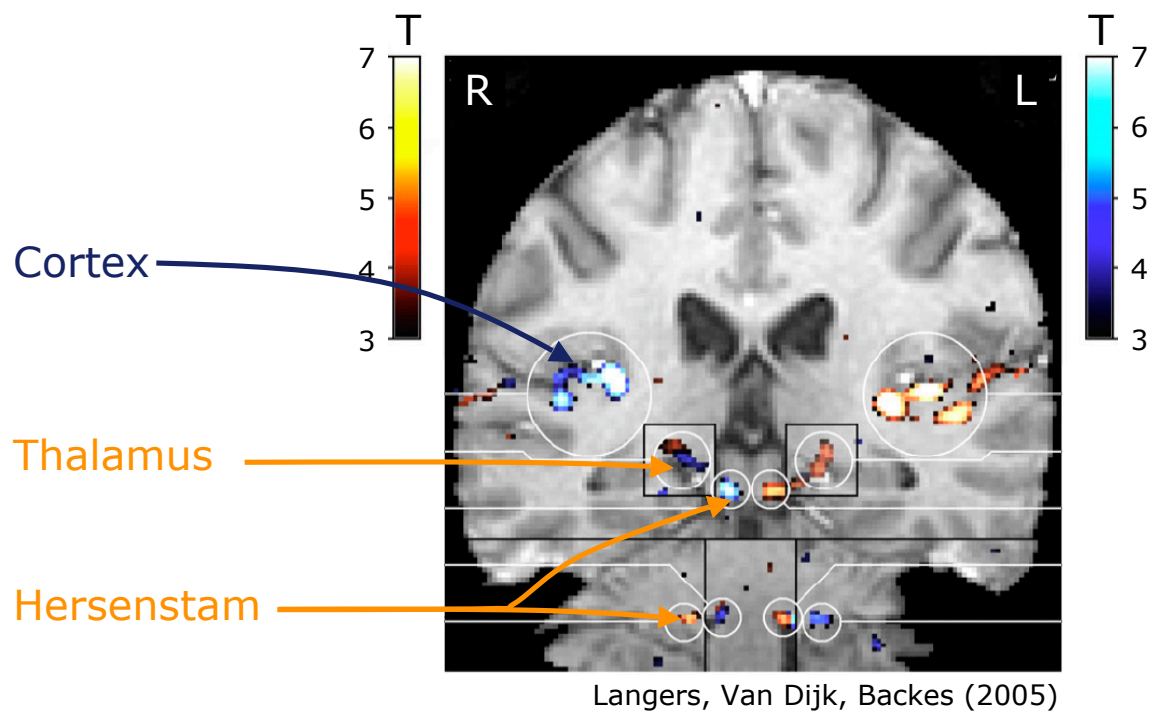 T
T
7
6
5
4
3
R
L
7
6
5
4
3
Cortex
Thalamus
Hersenstam
Langers, Van Dijk, Backes (2005)